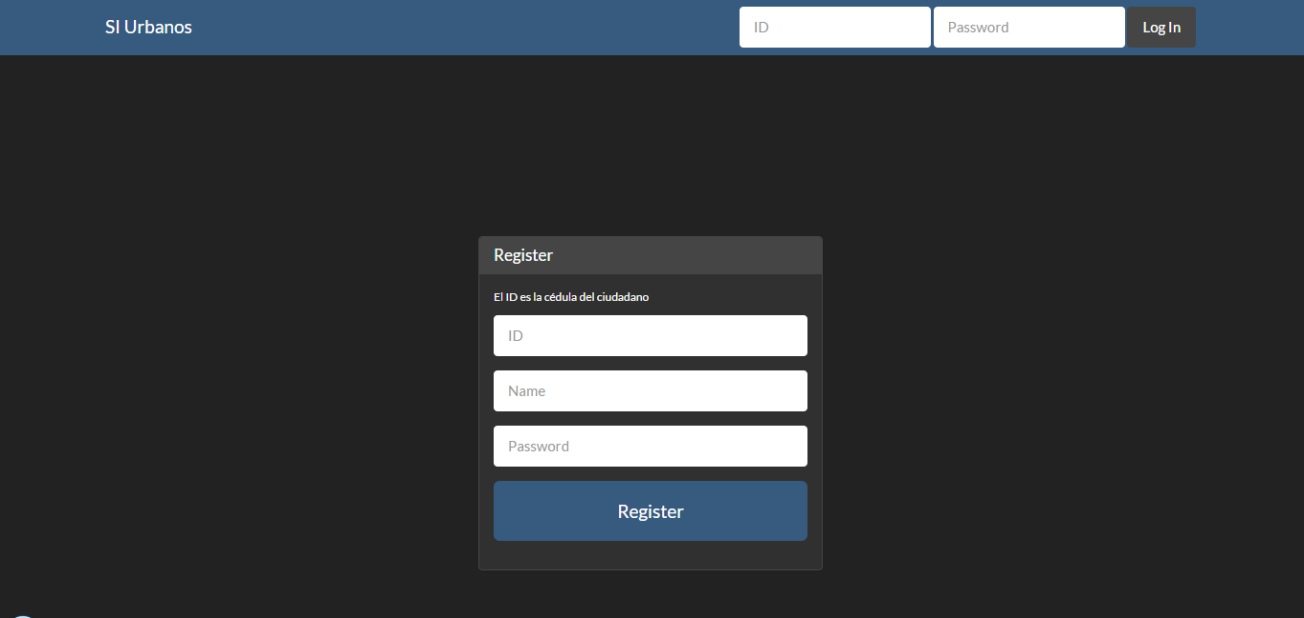 SI Urbanos
ID
Password
Log In
Register
El ID es la cédula del ciudadano
ID
Name
Password
Register